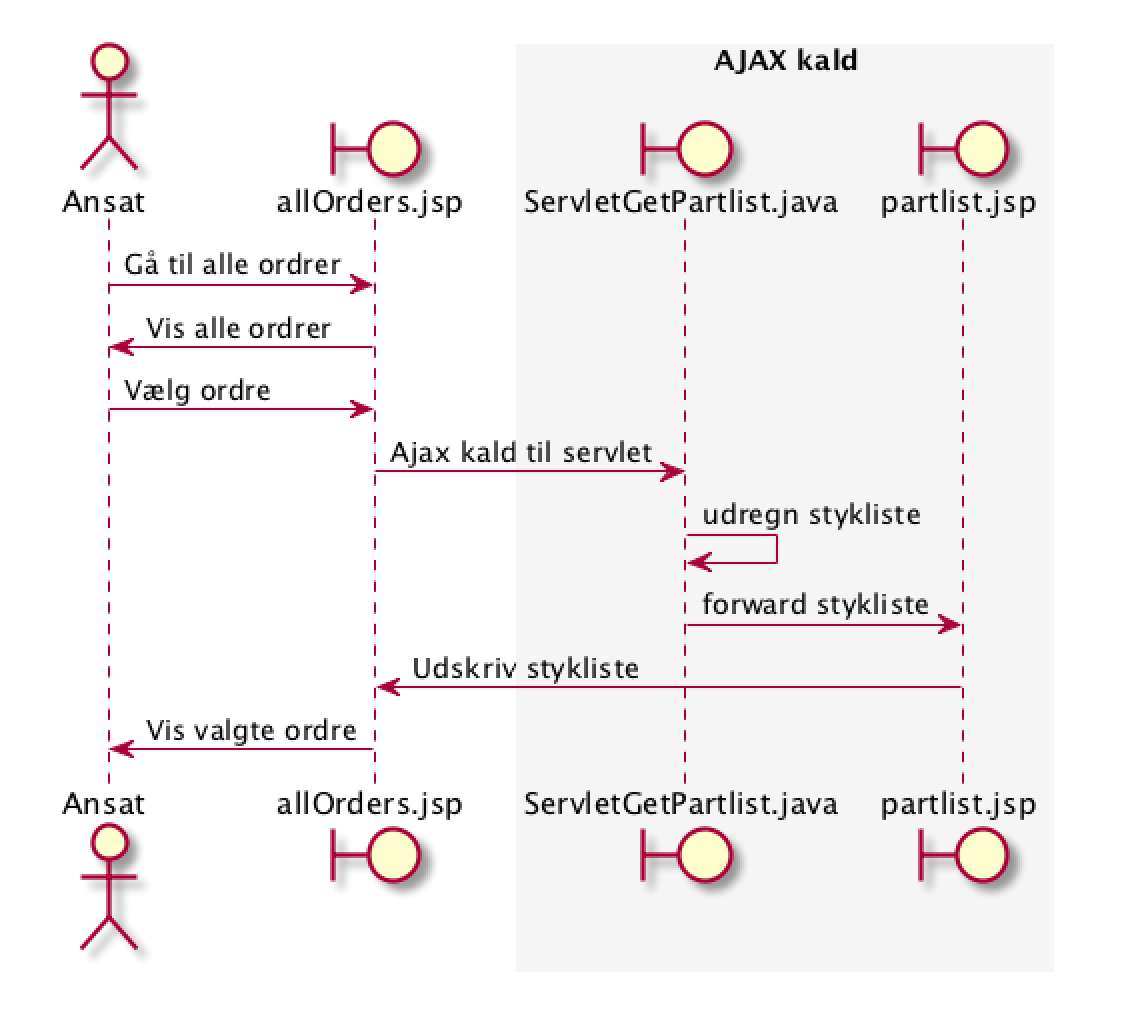 AJAX kald
Ansat
allOrders.jsp
ServletGetPartlist.java
partlist.jsp
Gå til alle ordrer
Vis alle ordrer
Vælg ordre
Ajax kald til servlet
udregn stykliste
forward stykliste
Udskriv stykliste
Vis valgte ordre
Ansat
allOrders.jsp
ServletGetPartlist.java
partlist.jsp